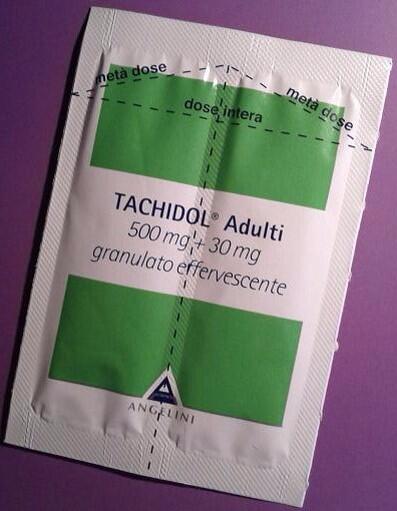 metà dose
metà dose
dose intera
TACHIDOL® Adulti
500 mg + 30 mg
granulato effervescente
ANGELINI